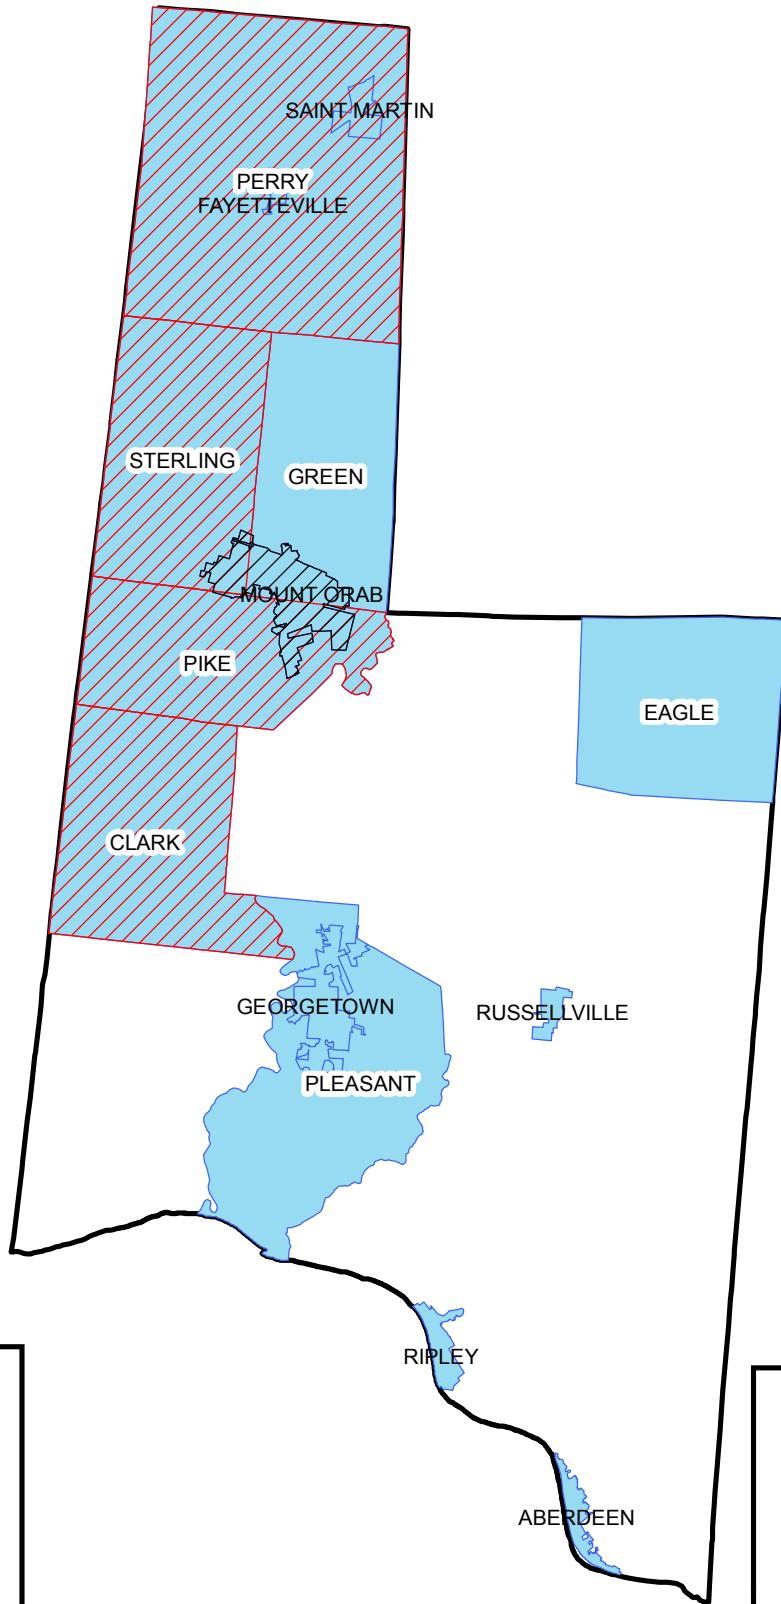 SAINT MARTIN
PERRY
FAYETTEVILLE
STERLING
GREEN
MOUNT ORAB
PIKE
EAGLE
CLARK
GEORGETOWN
RUSSELLVILLE
PLEASANT
RIPLEY
ABERDEEN